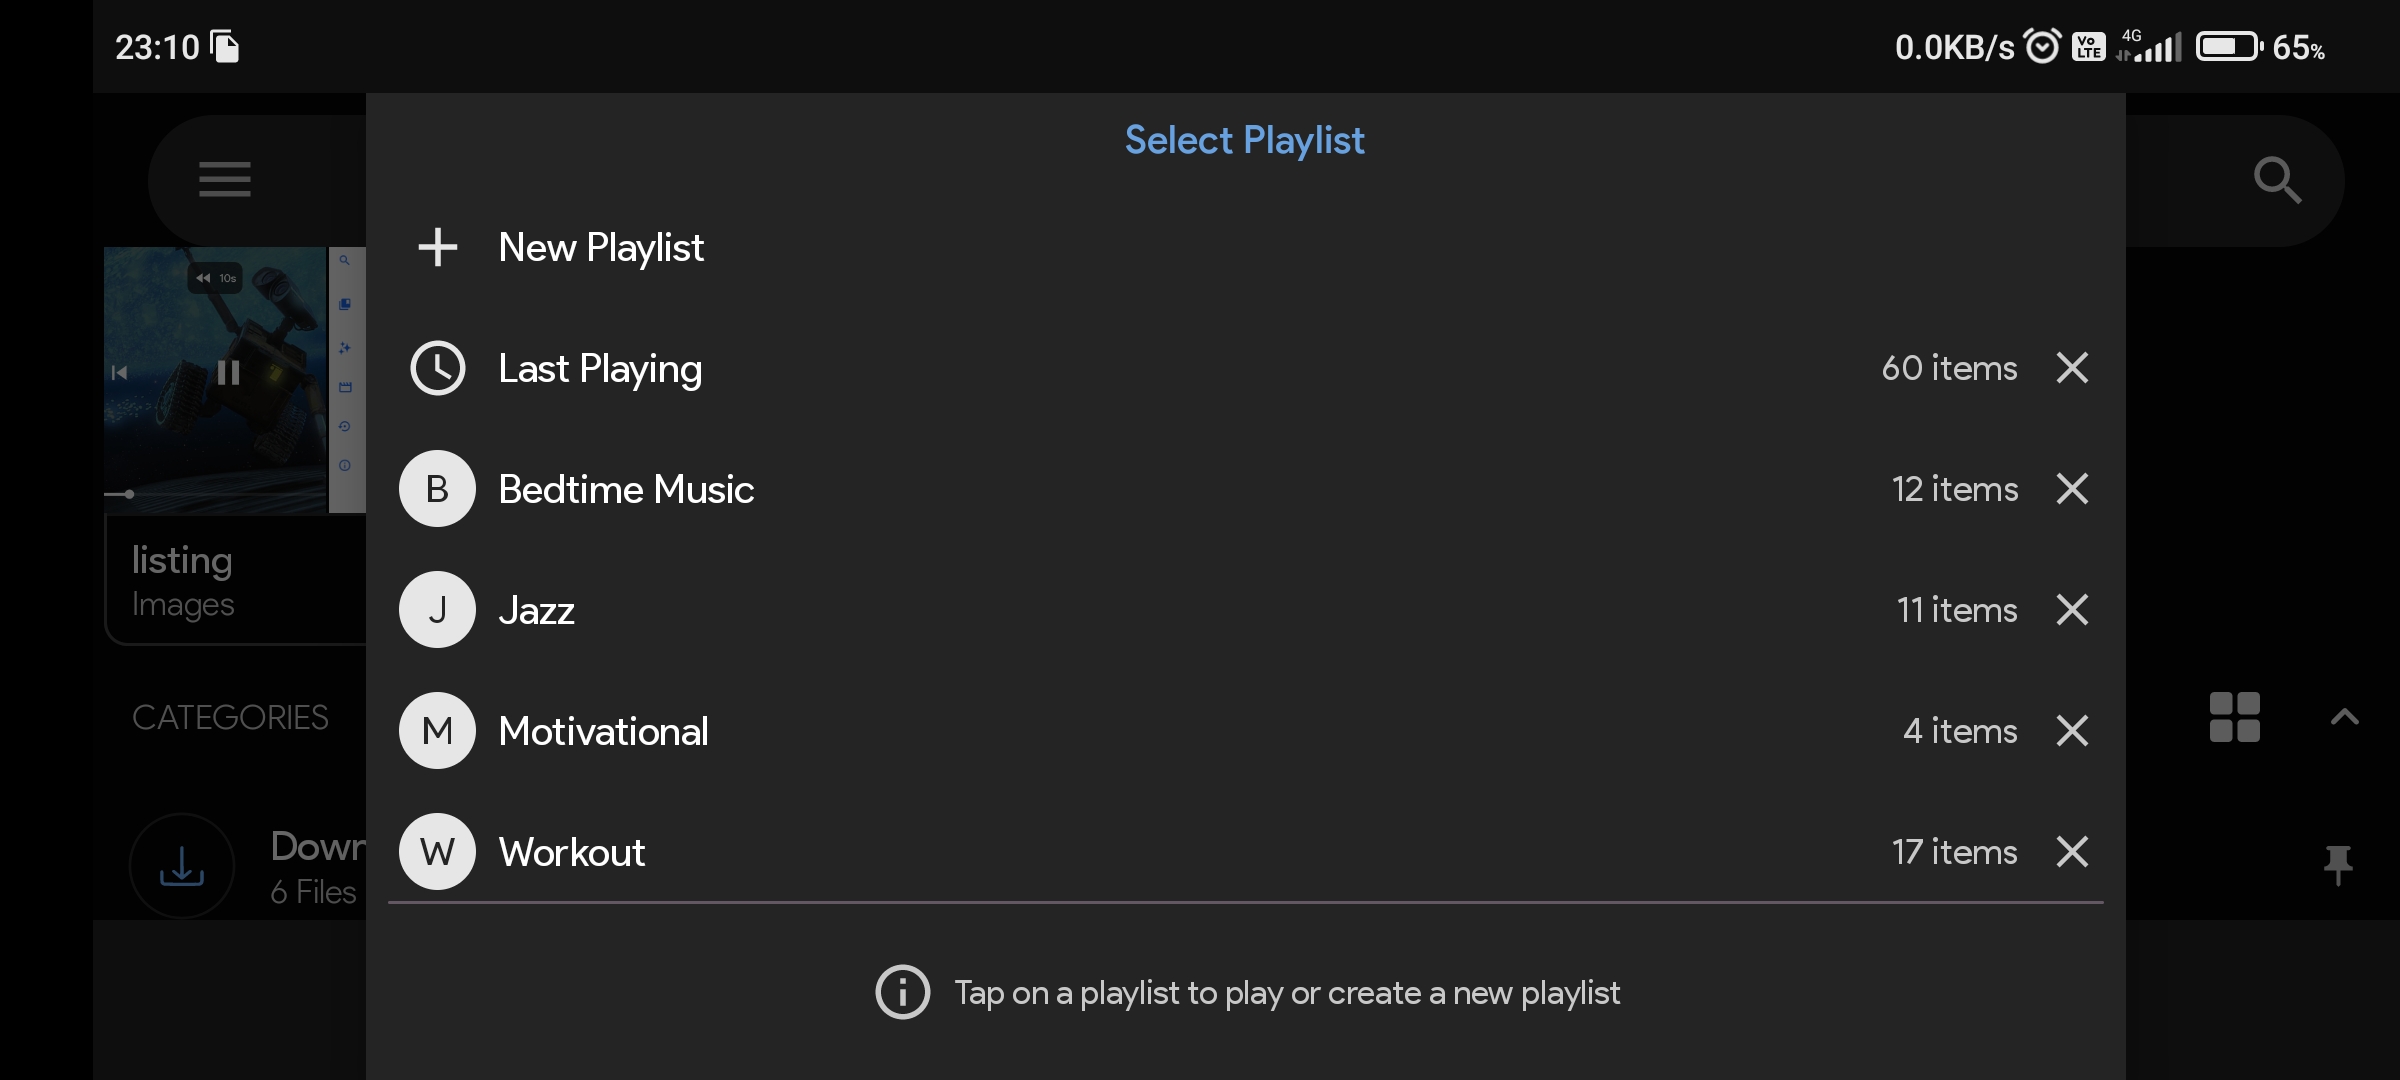 23:10
0.0KB/s
Vo
LTE
4G
65%
Select Playlist
New Playlist
10s
Last Playing
60 items
B
Bedtime Music
12 items
listing
Images
J
Jazz
11 items
CATEGORIES
M
Motivational
4 items
Down
6 Files
W
Workout
17 items
Tap on a playlist to play or create a new playlist